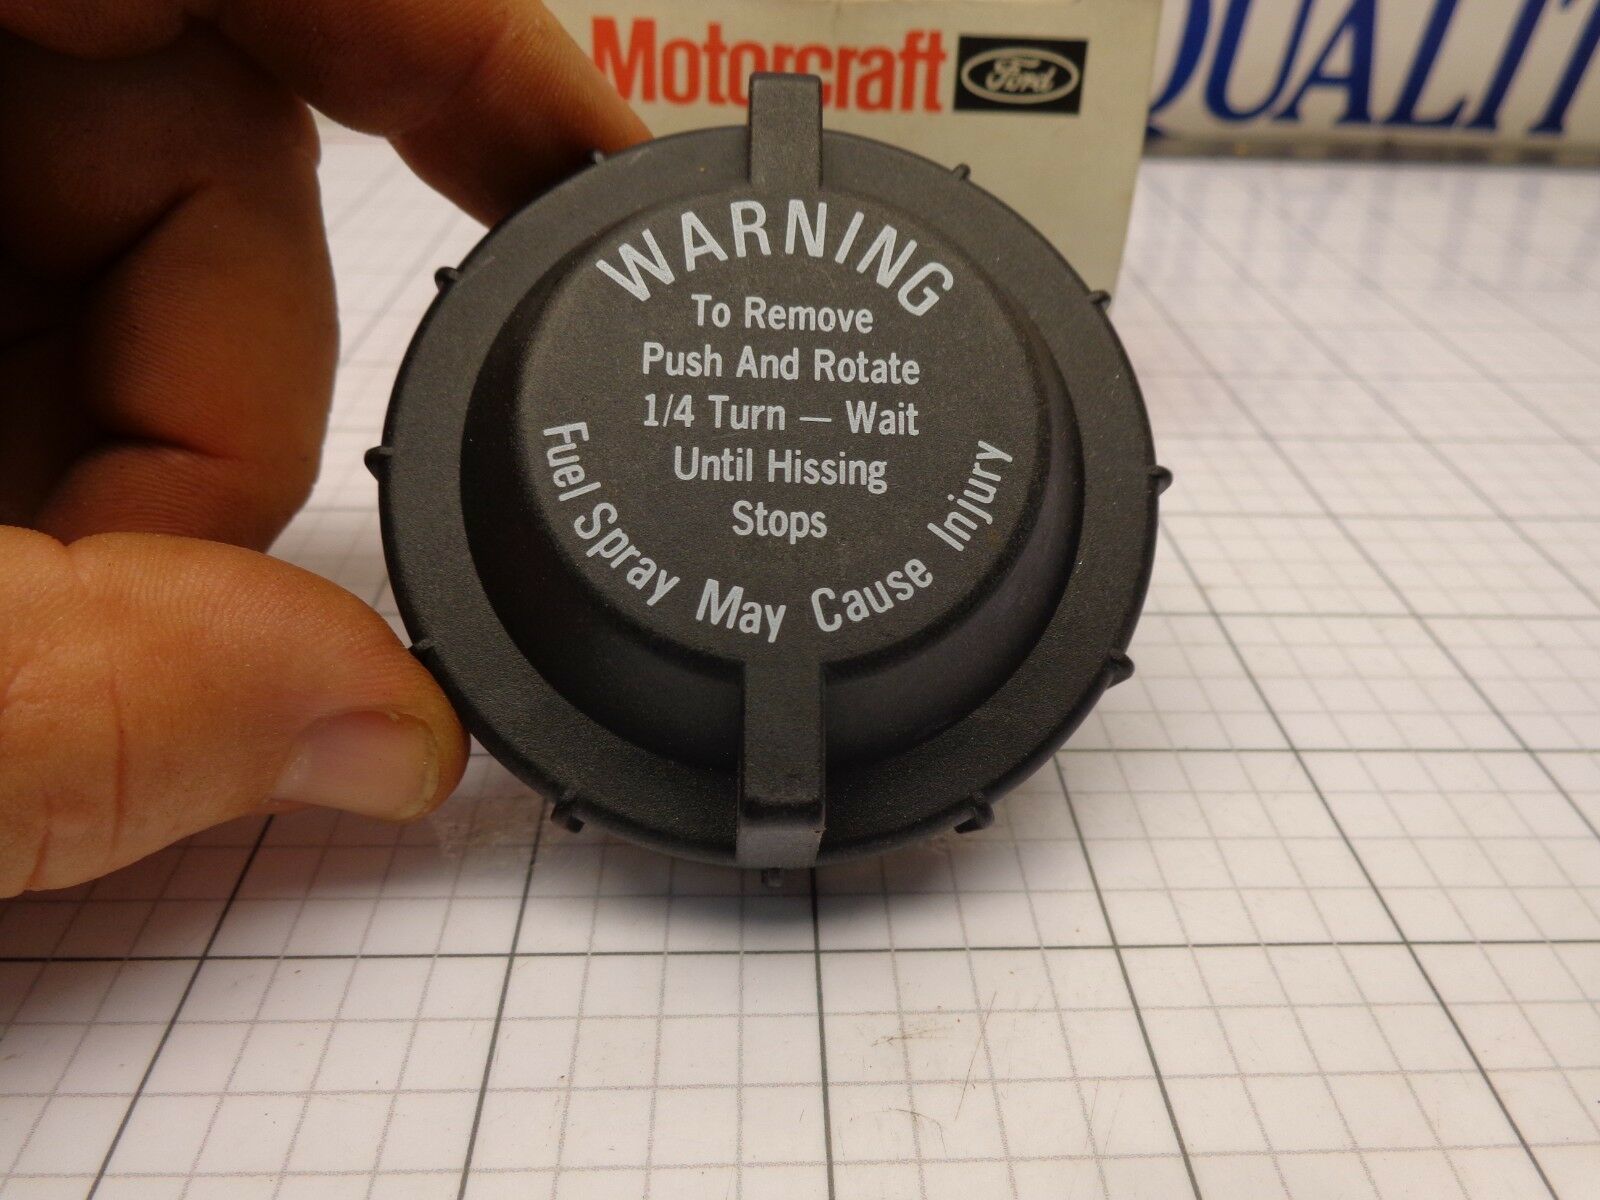 Motorcraft Ford
QUALIT
WARNING
To Remove
Push And Rotate
1/4 Turn — Wait
Until Hissing
Stops
Fuel Spray May Cause Injury